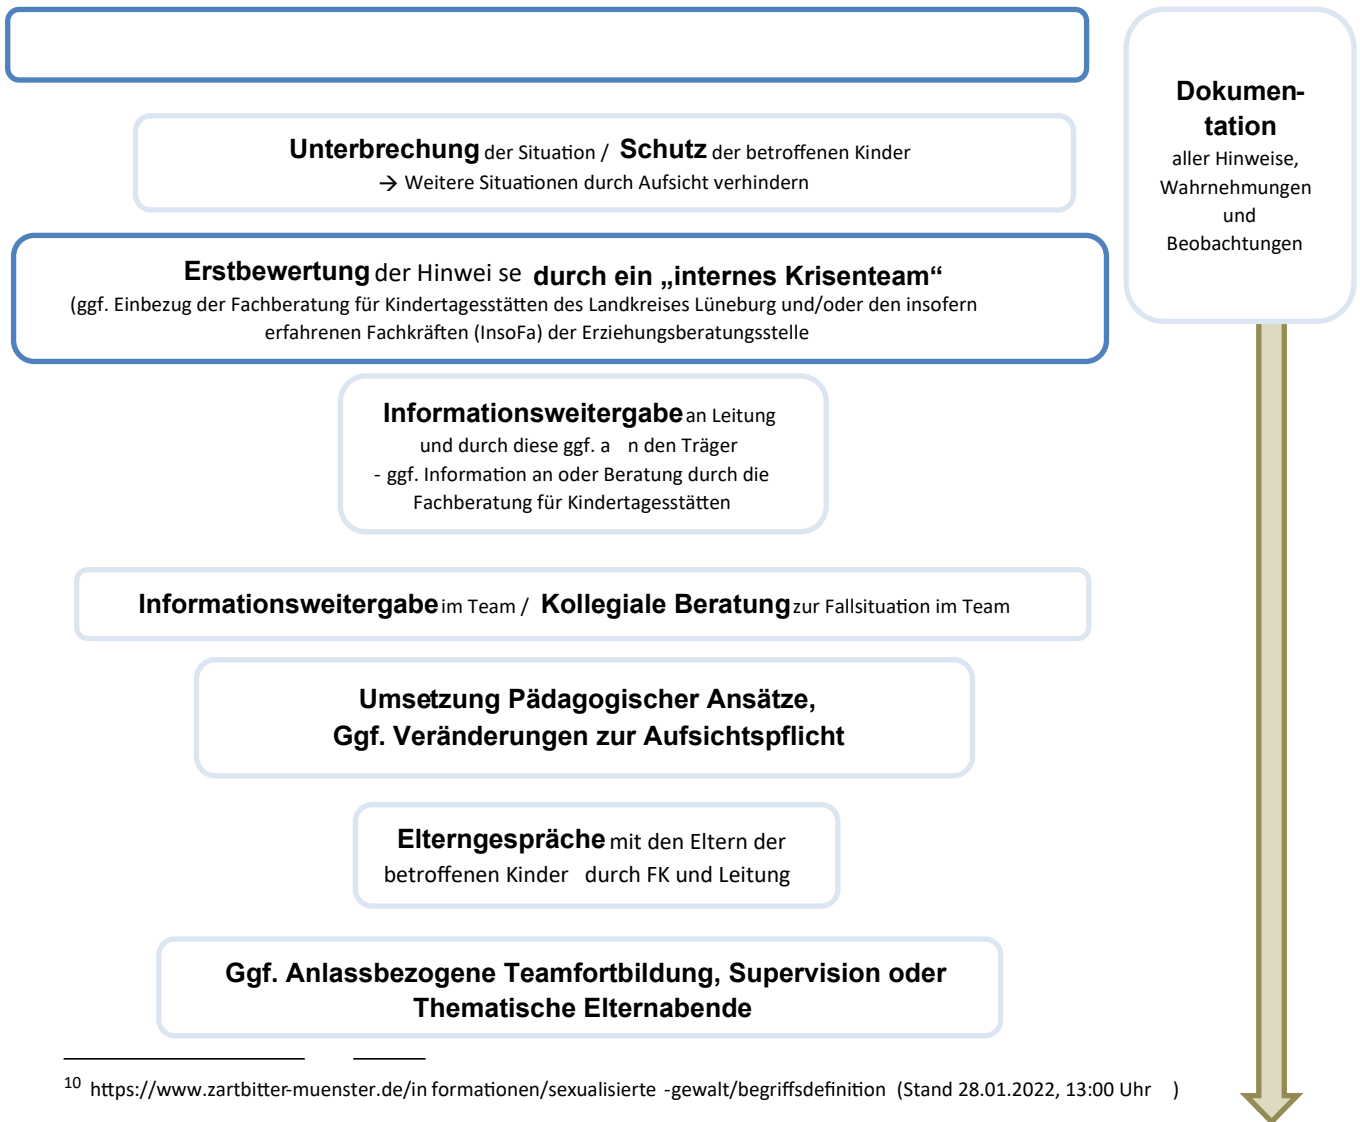 Unterbrechung der Situation / Schutz der betroffenen Kinder
→ Weitere Situationen durch Aufsicht verhindern
Erstbewertung der Hinwei se durch ein „internes Krisenteam“
(ggf. Einbezug der Fachberatung für Kindertagesstätten des Landkreises Lüneburg und/oder den insofern
erfahrenen Fachkräften (InsoFa) der Erziehungsberatungsstelle
Informationsweitergabe an Leitung
und durch diese ggf. a n den Träger
- ggf. Information an oder Beratung durch die
Fachberatung für Kindertagesstätten
Informationsweitergabe im Team / Kollegiale Beratung zur Fallsituation im Team
Umsetzung Pädagogischer Ansätze,
Ggf. Veränderungen zur Aufsichtspflicht
Elterngespräche mit den Eltern der
betroffenen Kinder durch FK und Leitung
Ggf. Anlassbezogene Teamfortbildung, Supervision oder
Thematische Elternabende
Dokumen-
tation
aller Hinweise,
Wahrnehmungen
und
Beobachtungen
10 https://www.zartbitter-muenster.de/in formationen/sexualisierte -gewalt/begriffsdefinition (Stand 28.01.2022, 13:00 Uhr )